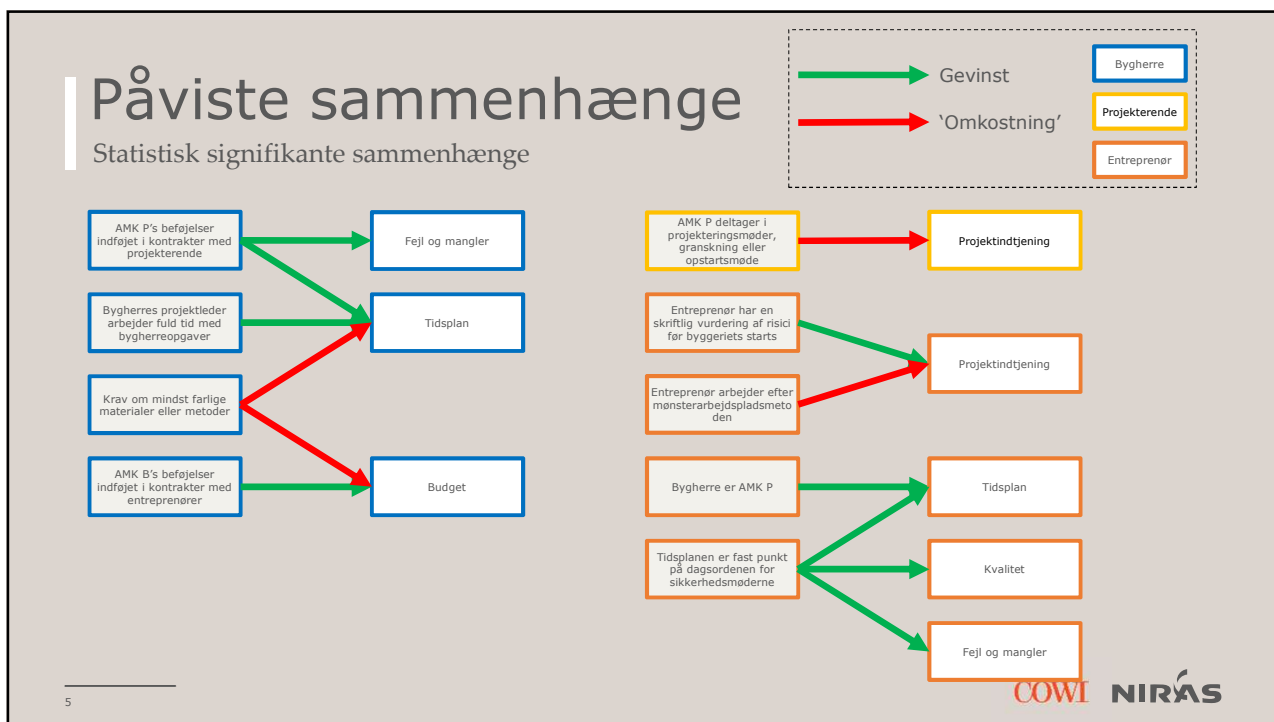 Påviste sammenhænge
Statistisk signifikante sammenhænge
Gevinst
‘Omkostning’
Bygherre
Projekterende
Entreprenør
AMK P’s beføjelser
indføjet i kontrakter med
projekterende
Fejl og mangler
Bygherres projektleder
arbejder fuld tid med
bygherreopgaver
Tidsplan
Krav om mindst farlige
materialer eller metoder
AMK B’s beføjelser
indføjet i kontrakter med
entreprenører
Budget
AMK P deltager i
projekteringsmøder,
granskning eller
opstartsmøde
Projektindtjening
Entreprenør har en
skriftlig vurdering af risici
før byggeriets starts
Projektindtjening
Entreprenør arbejder efter
mønsterarbejdspladsmeto
den
Bygherre er AMK P
Tidsplan
Tidsplanen er fast punkt
på dagsordenen for
sikkerhedsmøderne
Kvalitet
Fejl og mangler
5
COWI NIRAS